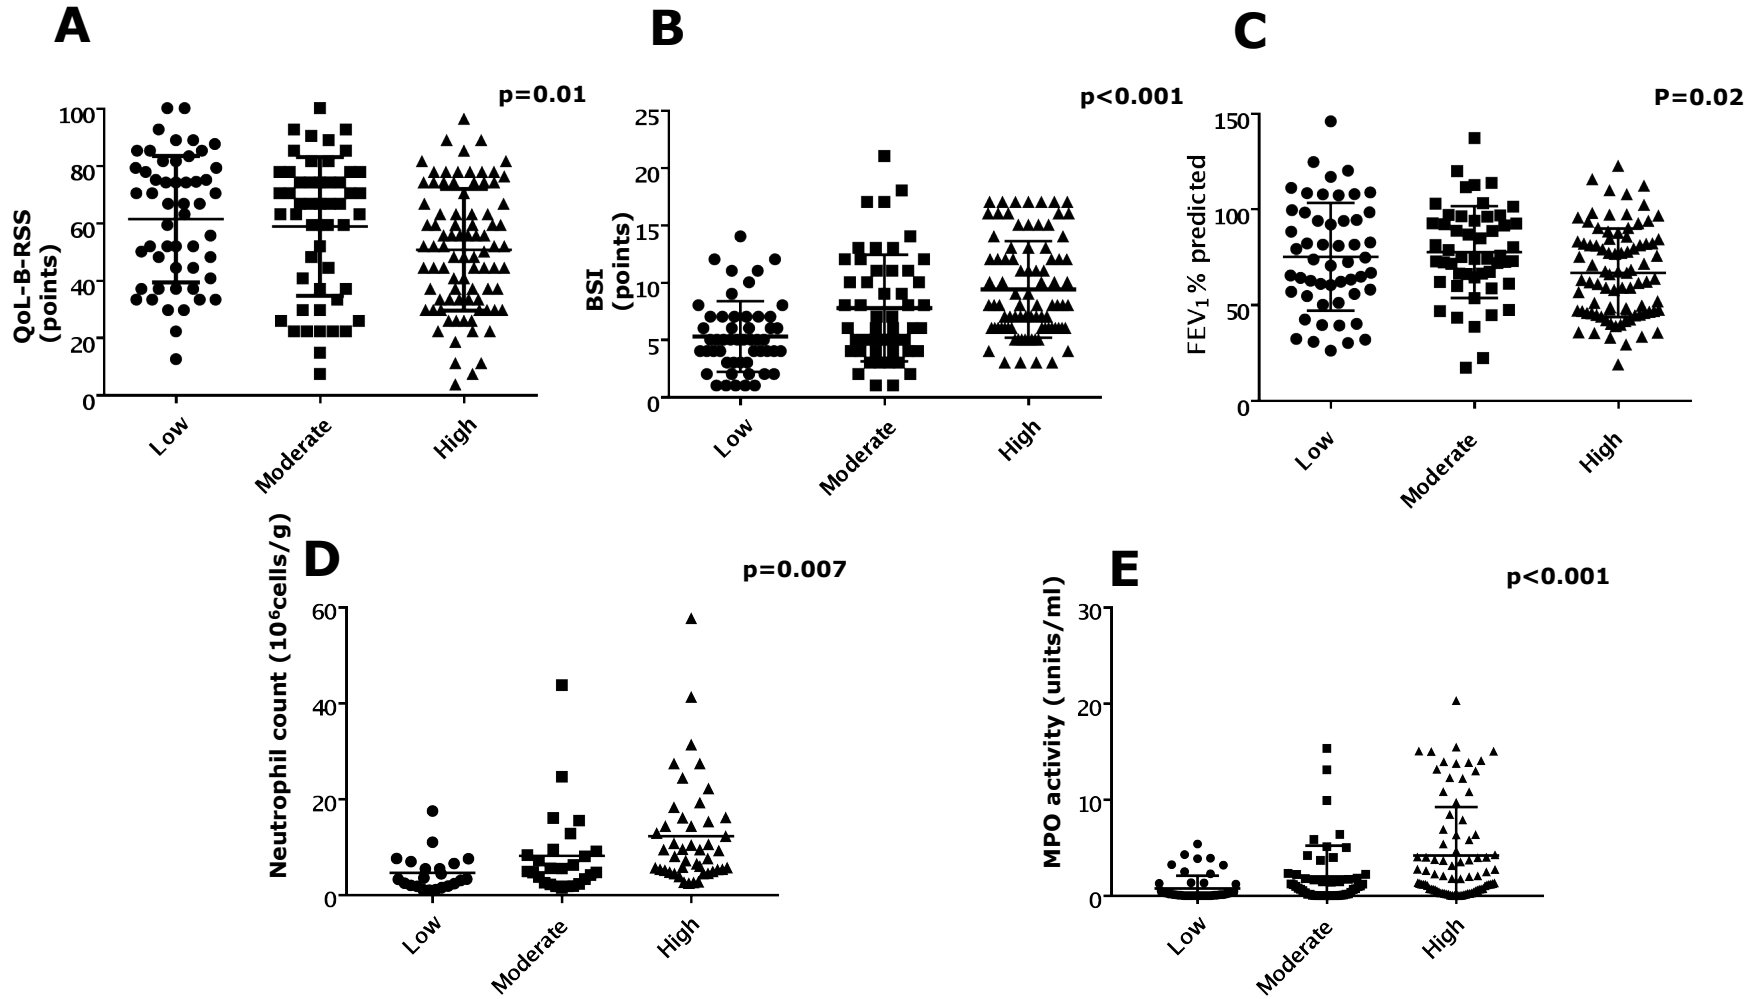 A
p=0.01
QoL-B-RSS
(points)
100
80
60
40
20
0
Low
Moderate
High
B
p<0.001
BSI
(points)
25
20
15
10
5
0
Low
Moderate
High
C
P=0.02
FEV₁% predicted
150
100
50
0
Low
Moderate
High
D
p=0.007
Neutrophil count (10⁶cells/g)
60
40
20
0
Low
Moderate
High
E
p<0.001
MPO activity (units/ml)
30
20
10
0
Low
Moderate
High